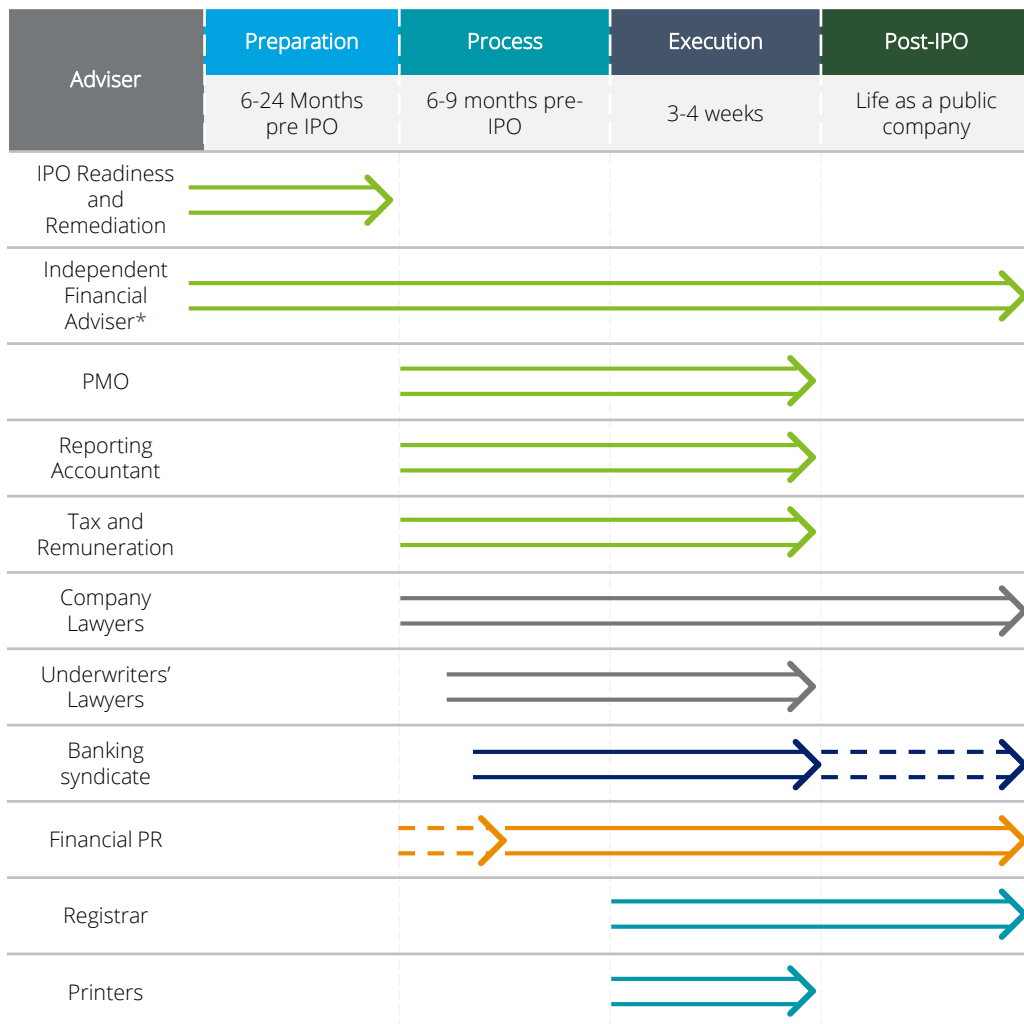 Adviser
Preparation
Process
Execution
Post-IPO
6-24 Months
pre IPO
6-9 months pre-
IPO
3-4 weeks
Life as a public
company
IPO Readiness
and
Remediation
Independent
Financial
Adviser*
PMO
Reporting
Accountant
Tax and
Remuneration
Company
Lawyers
Underwriters’
Lawyers
Banking
syndicate
Financial PR
Registrar
Printers